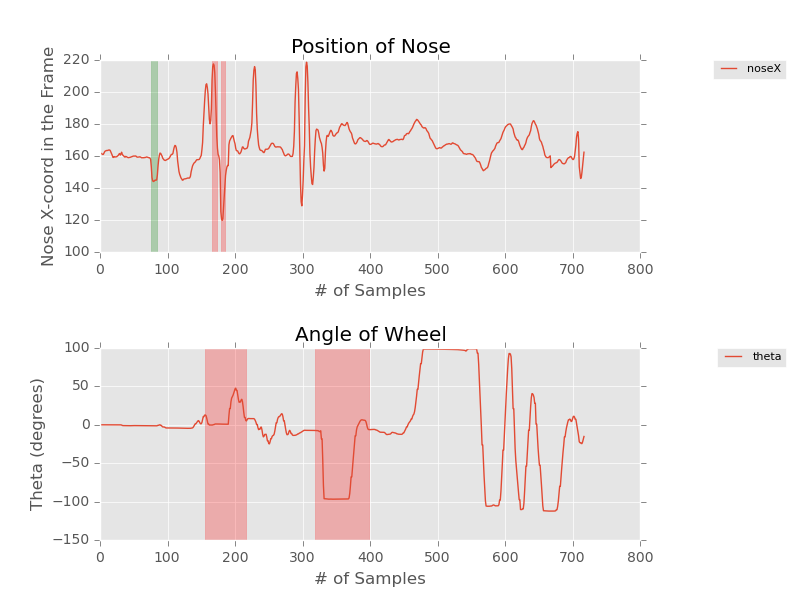 Position of Nose
220
200
180
160
140
120
100
Nose X-coord in the Frame
0 100 200 300 400 500 600 700 800
# of Samples
noseX
Angle of Wheel
100
50
0
−50
−100
−150
Theta (degrees)
0 100 200 300 400 500 600 700 800
# of Samples
theta